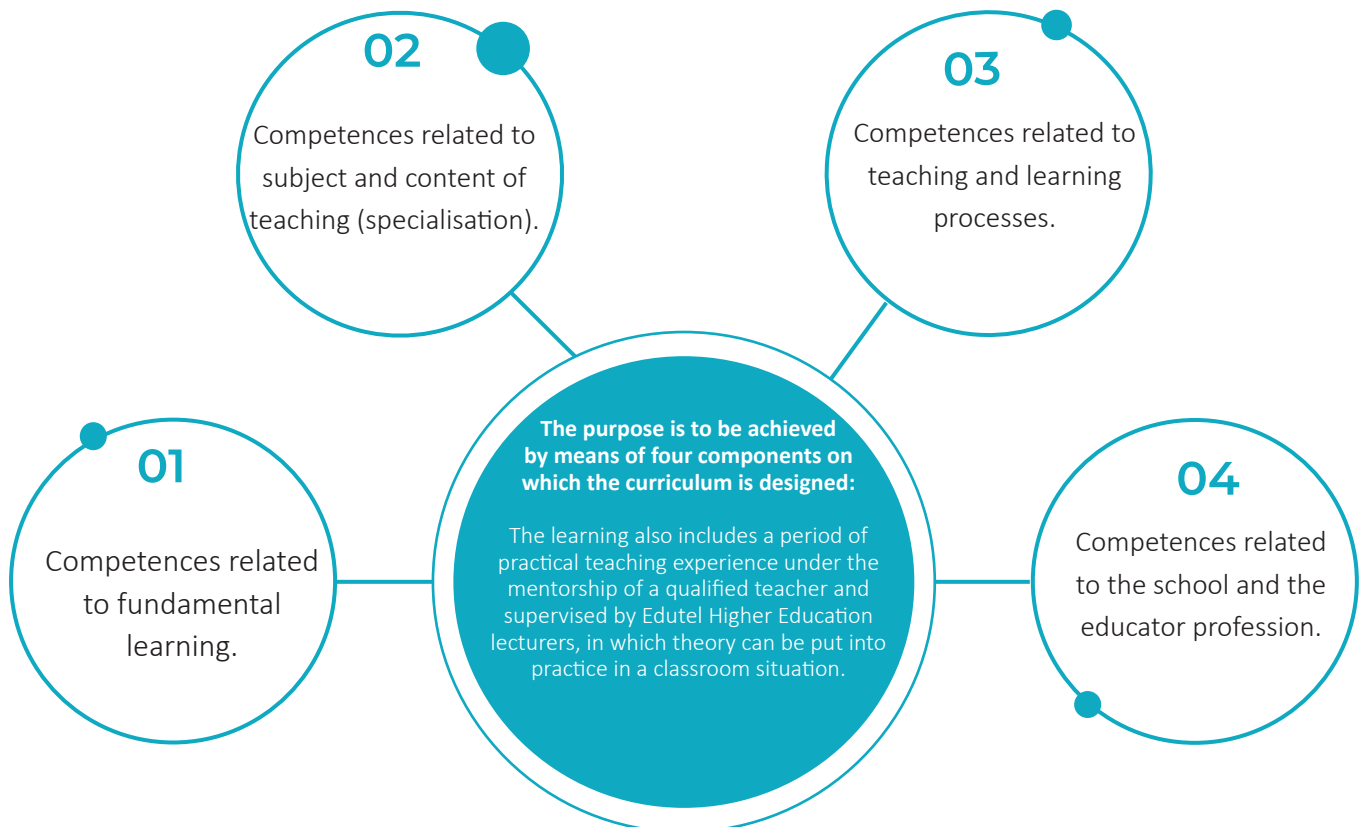 01
Competences related
to fundamental
learning.
02
Competences related to
subject and content of
teaching (specialisation).
03
Competences related to
teaching and learning
processes.
04
Competences related
to the school and the
educator profession.
The purpose is to be achieved
by means of four components on
which the curriculum is designed:
The learning also includes a period of
practical teaching experience under the
mentorship of a qualified teacher and
supervised by Edutel Higher Education
lecturers, in which theory can be put into
practice in a classroom situation.